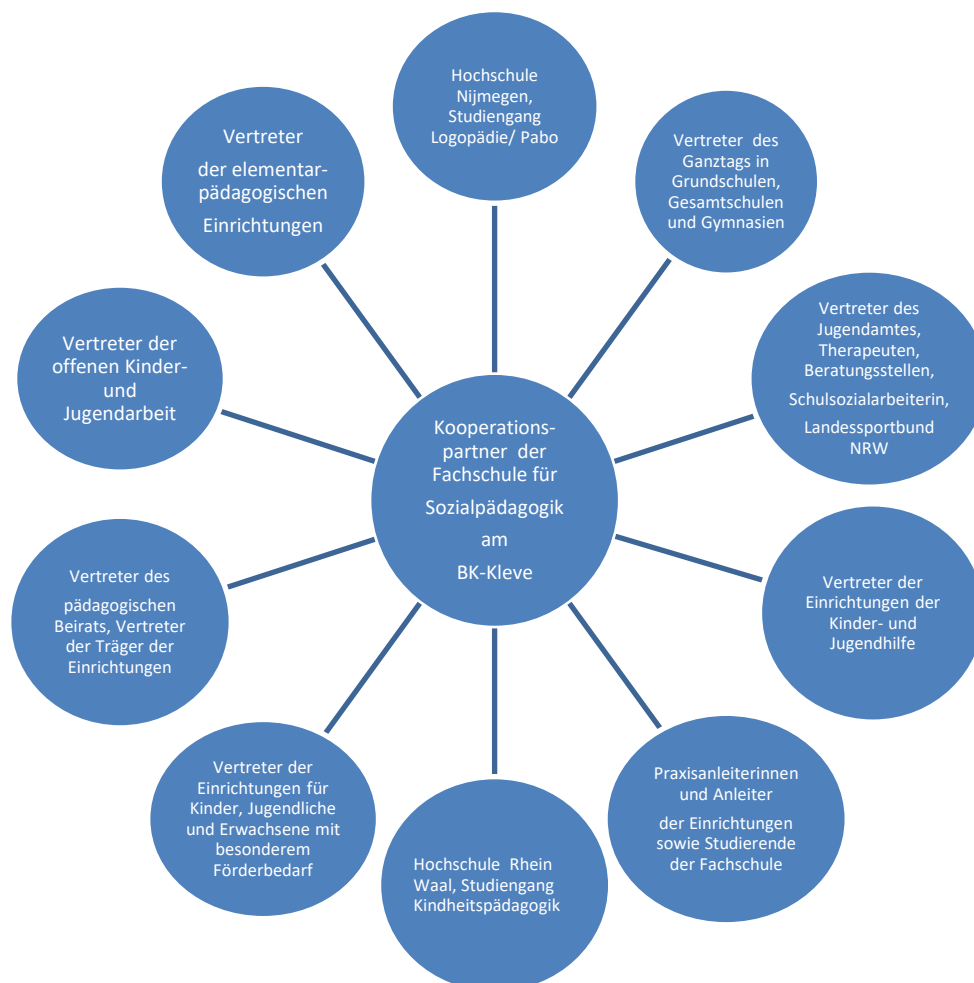 Hochschule
Nijmegen,
Studiengang
Logopädie/ Pabo
Vertreter des
Ganztags in
Grundschulen,
Gesamtschulen
und Gymnasien
Vertreter des
Jugendamtes,
Therapeuten,
Beratungsstellen,
Schulsozialarbeiterin,
Landessportbund
NRW
Vertreter der
Einrichtungen der
Kinder- und
Jugendhilfe
Praxisanleiterinnen
und Anleiter
der Einrichtungen
sowie Studierende
der Fachschule
Hochschule Rhein
Waal, Studiengang
Kindheitspädagogik
Vertreter der
Einrichtungen für
Kinder, Jugendliche
und Erwachsene mit
besonderem
Förderbedarf
Vertreter des
pädagogischen
Beirats, Vertreter
der Träger der
Einrichtungen
Vertreter der
offenen Kinder-
und
Jugendarbeit
Vertreter
der elementar-
pädagogischen
Einrichtungen
Kooperations-
partner der
Fachschule für
Sozialpädagogik
am
BK-Kleve